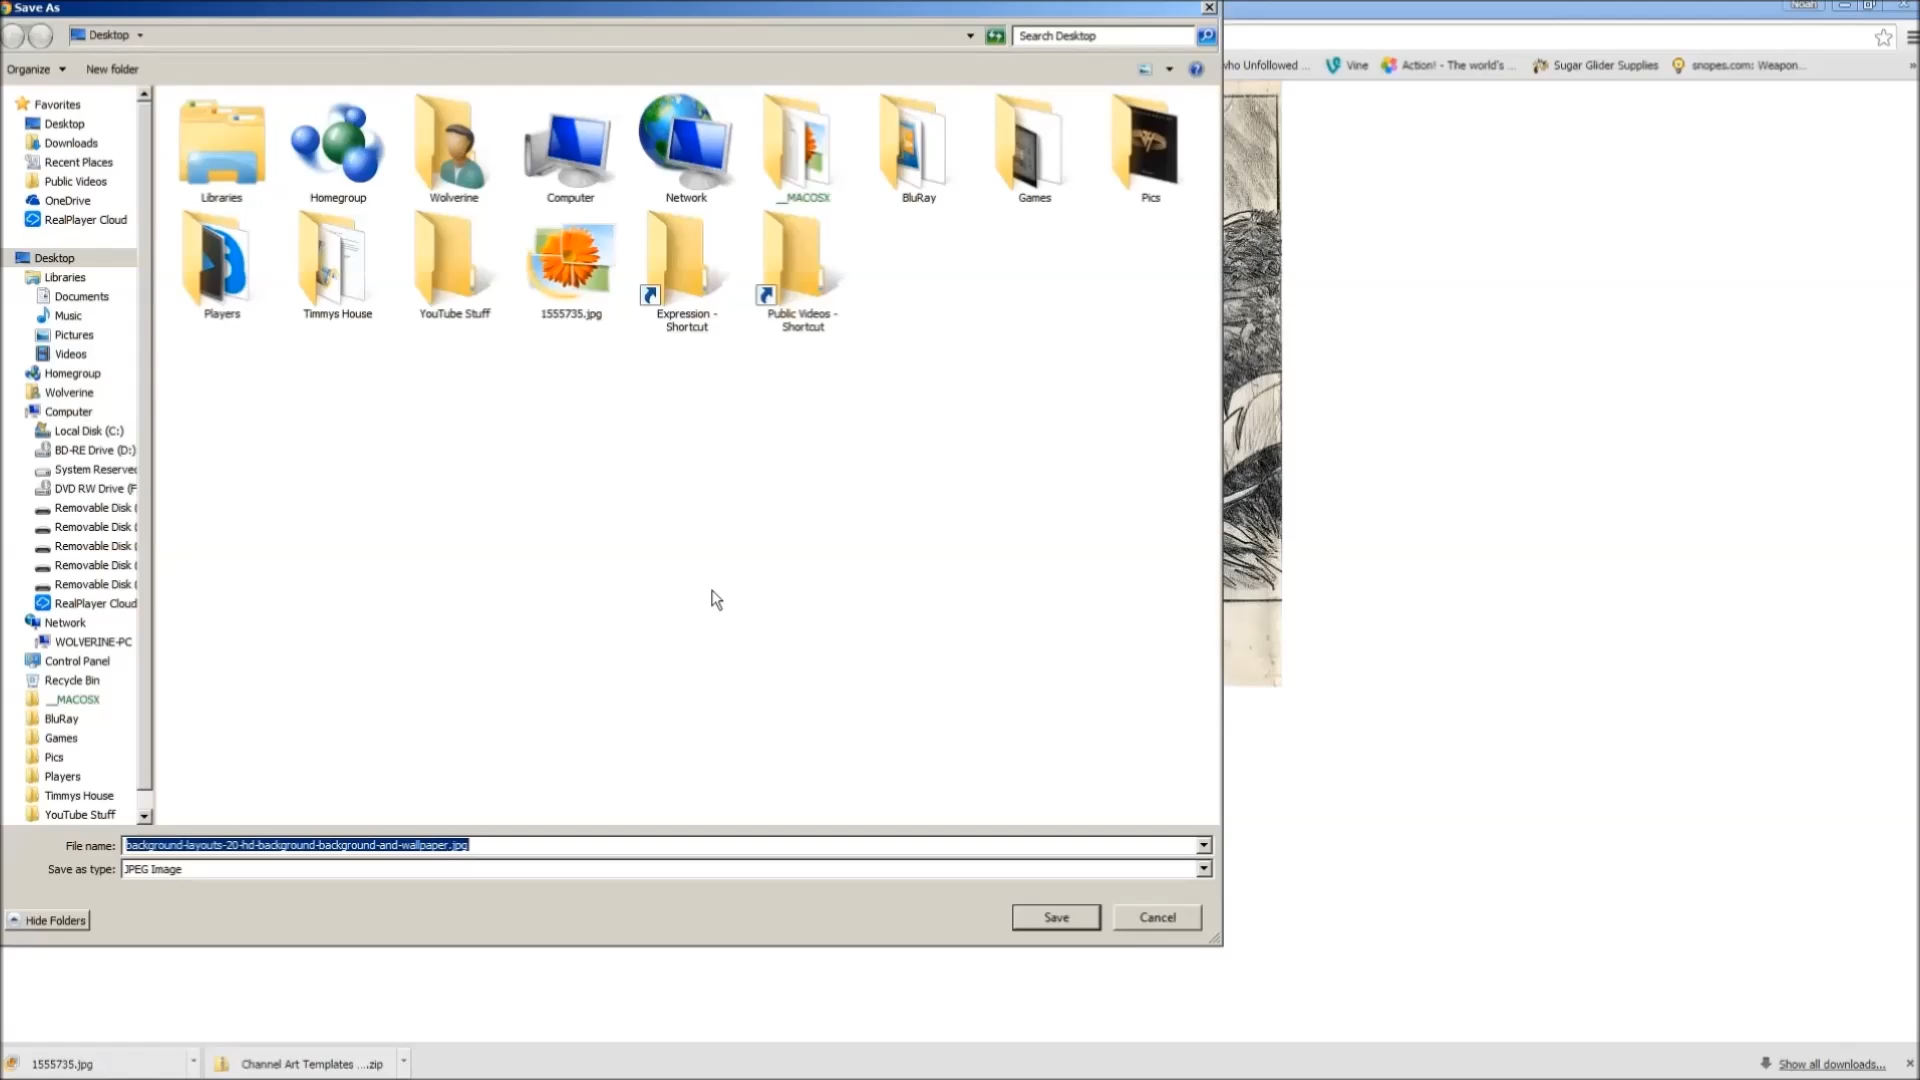 Save As
Noah
Desktop
Search Desktop
Organize
New folder
who Unfollowed ...
Vine
Action! - The world's ...
Sugar Glider Supplies
snopes.com: Weapon...
Favorites
Desktop
Downloads
Recent Places
Public Videos
OneDrive
RealPlayer Cloud
Desktop
Libraries
Documents
Music
Pictures
Videos
Homegroup
Wolverine
Computer
Local Disk (C:)
BD-RE Drive (D:)
System Reserved
DVD RW Drive (F
Removable Disk (
Removable Disk (
Removable Disk (
Removable Disk (
Removable Disk (
RealPlayer Cloud
Network
WOLVERINE-PC
Control Panel
Recycle Bin
__MACOSX
BluRay
Games
Pics
Players
Timmys House
YouTube Stuff
Libraries
Homegroup
Wolverine
Computer
Network
__MACOSX
BluRay
Games
Pics
Players
Timmys House
YouTube Stuff
1555735.jpg
Expression -
Shortcut
Public Videos -
Shortcut
File name: background-layouts-20-hd-background-background-and-wallpaper.jpg
Save as type: JPEG Image
Hide Folders
Save
Cancel
1555735.jpg
Channel Art Templates ....zip
Show all downloads...